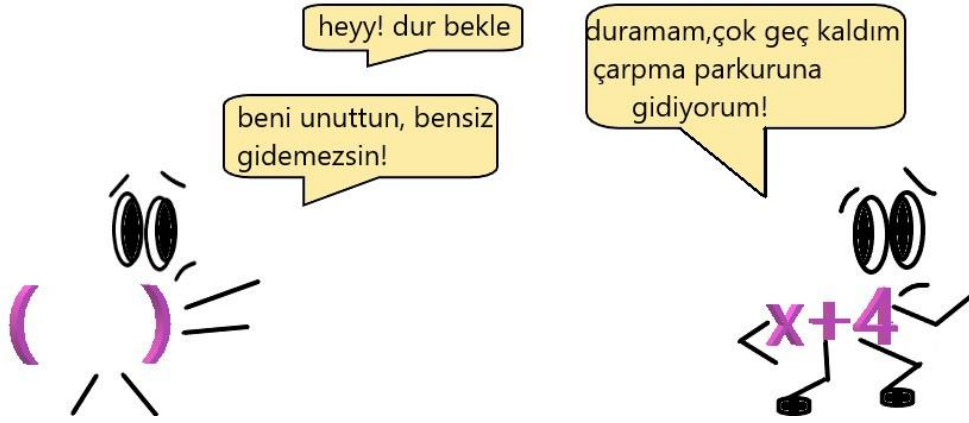 heyy! dur bekle
duramam,çok geç kaldım
çarpma parkuruna
gidiyorum!
beni unuttun, bensiz
gidemezsin!
( )
x+4